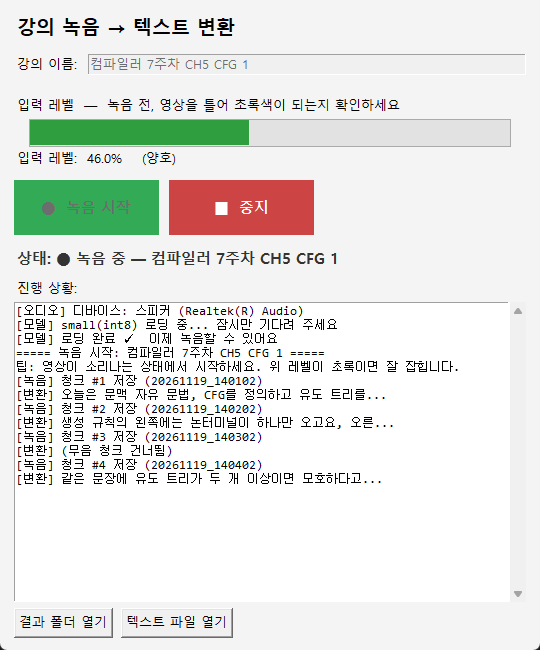 강의 녹음 → 텍스트 변환
강의 이름: 컴파일러 7주차 CH5 CFG 1
입력 레벨 — 녹음 전, 영상을 틀어 초록색이 되는지 확인하세요
입력 레벨: 46.0% (양호)
● 녹음 시작 ■ 중지
상태: ● 녹음 중 — 컴파일러 7주차 CH5 CFG 1
진행 상황:
[오디오] 디바이스: 스피커 (Realtek(R) Audio)
[모델] small(int8) 로딩 중... 잠시만 기다려 주세요
[모델] 로딩 완료 ✓ 이제 녹음할 수 있어요
===== 녹음 시작: 컴파일러 7주차 CH5 CFG 1 =====
팁: 영상이 소리나는 상태에서 시작하세요. 위 레벨이 초록이면 잘 잡힙니다.
[녹음] 청크 #1 저장 (20261119_140102)
[변환] 오늘은 문맥 자유 문법, CFG를 정의하고 유도 트리를...
[녹음] 청크 #2 저장 (20261119_140202)
[변환] 생성 규칙의 왼쪽에는 논터미널이 하나만 오고요, 오른...
[녹음] 청크 #3 저장 (20261119_140302)
[변환] (무음 청크 건너뜀)
[녹음] 청크 #4 저장 (20261119_140402)
[변환] 같은 문장에 유도 트리가 두 개 이상이면 모호하다고...
결과 폴더 열기 텍스트 파일 열기